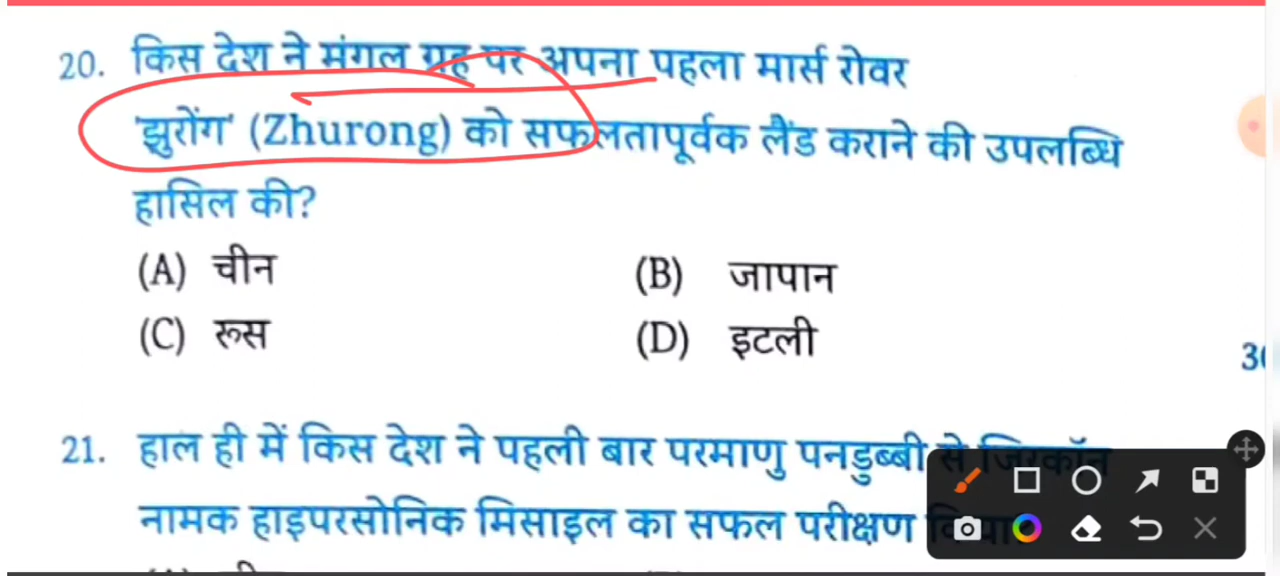 20. किस देश ने मंगल ग्रह पर अपना पहला मार्स रोवर
'झुरोंग' (Zhurong) को सफलतापूर्वक लैंड कराने की उपलब्धि
हासिल की?
(A) चीन (B) जापान
(C) रूस (D) इटली
21. हाल ही में किस देश ने पहली बार परमाणु पनडुब्बी से जिरकॉन
नामक हाइपरसोनिक मिसाइल का सफल परीक्षण किया